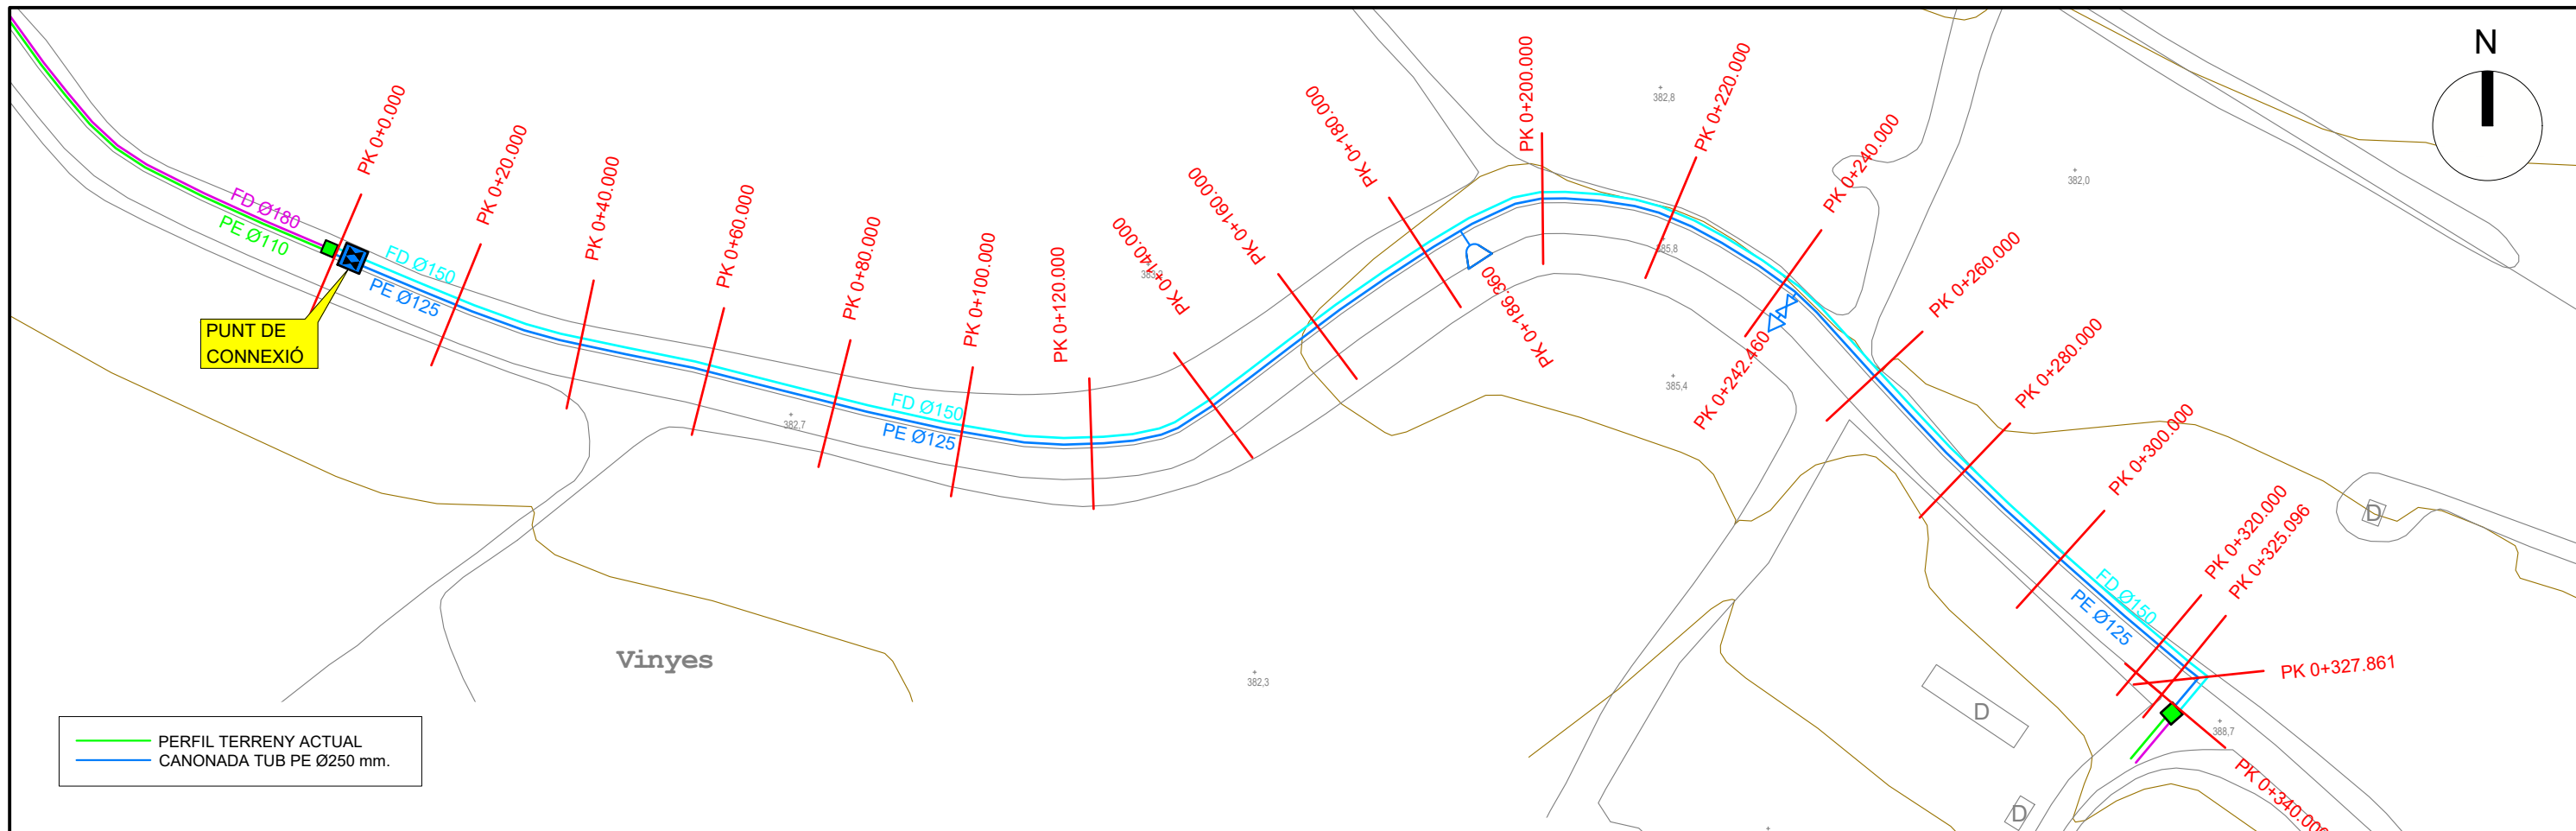 N
PK 0+0.000
PK 0+20.000
PK 0+40.000
PK 0+60.000
PK 0+80.000
PK 0+100.000
PK 0+120.000
PK 0+140.000
PK 0+160.000
PK 0+180.000
PK 0+186.360
PK 0+200.000
PK 0+220.000
PK 0+240.000
PK 0+242.460
PK 0+260.000
PK 0+280.000
PK 0+300.000
PK 0+320.000
PK 0+325.096
PK 0+327.861
PK 0+340.000
FD Ø180
PE Ø110
FD Ø150
PE Ø125
FD Ø150
PE Ø125
FD Ø150
PE Ø125
PUNT DE
CONNEXIÓ
382,8
382,0
385,8
385,4
382,7
382,3
388,7
D
D
D
Vinyes
PERFIL TERRENY ACTUAL
CANONADA TUB PE Ø250 mm.